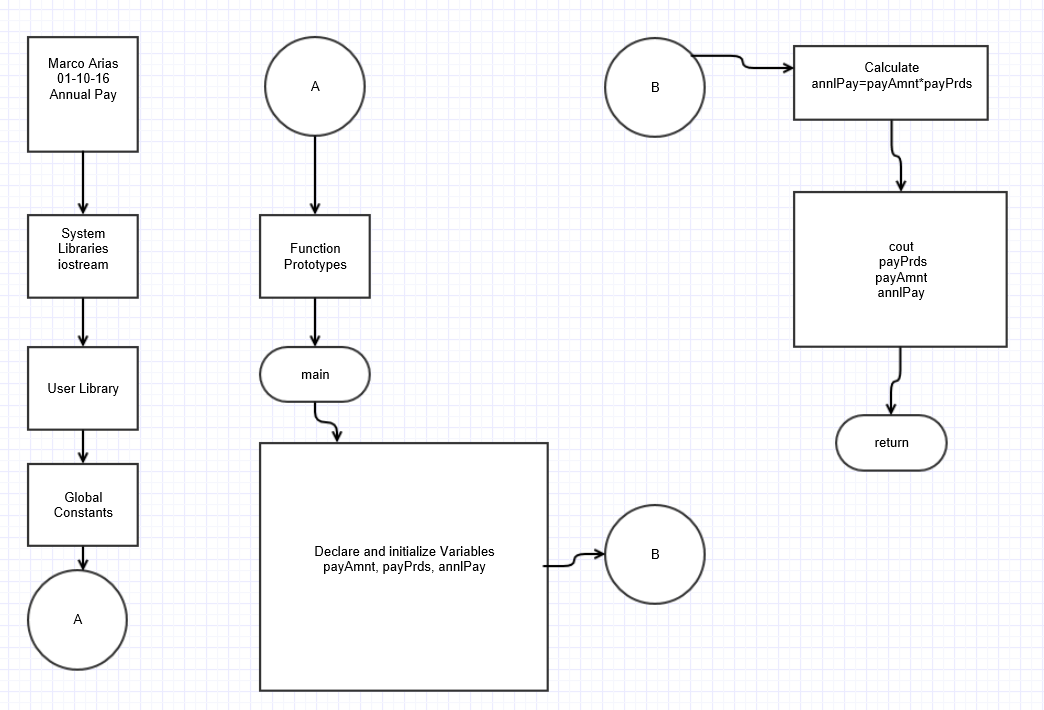 Marco Arias
01-10-16
Annual Pay
System
Libraries
iostream
User Library
Global
Constants
A
A
Function
Prototypes
main
Declare and initialize Variables
payAmnt, payPrds, annlPay
B
B
Calculate
annlPay=payAmnt*payPrds
cout
payPrds
payAmnt
annlPay
return